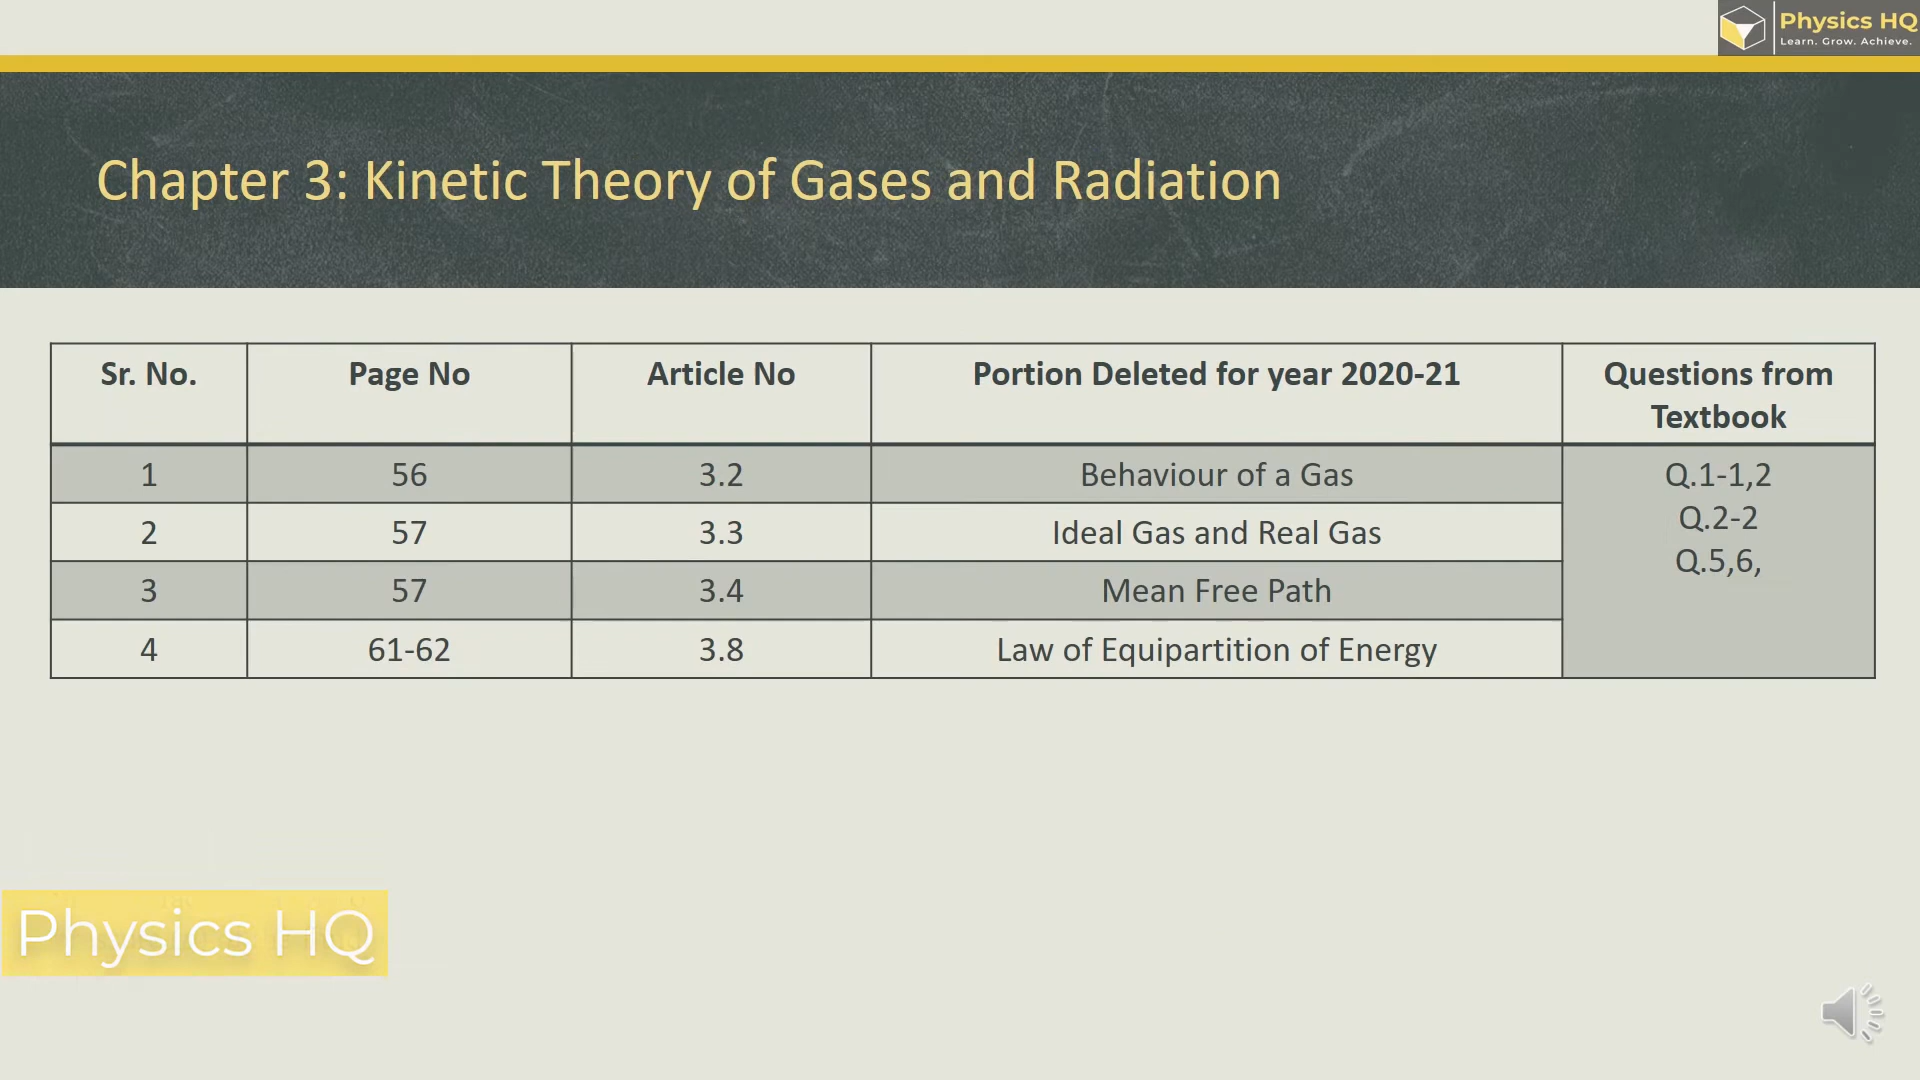 Physics HQ
Learn. Grow. Achieve.
Chapter 3: Kinetic Theory of Gases and Radiation
Sr. No. Page No Article No Portion Deleted for year 2020-21 Questions from
Textbook
1 56 3.2 Behaviour of a Gas Q.1-1,2
Q.2-2
2 57 3.3 Ideal Gas and Real Gas
Q.5,6,
3 57 3.4 Mean Free Path
4 61-62 3.8 Law of Equipartition of Energy
Physics HQ